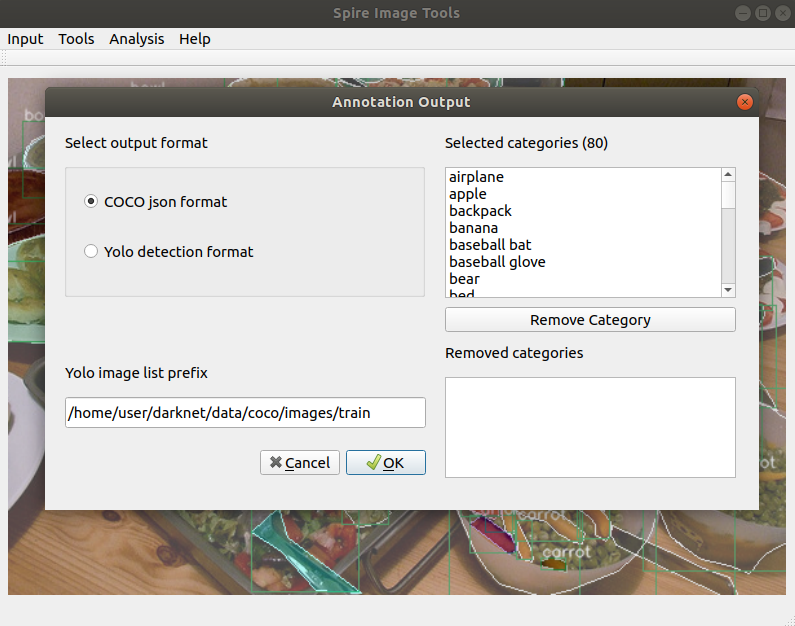 Spire Image Tools
Input Tools Analysis Help
Annotation Output
Select output format
COCO json format
Yolo detection format
Yolo image list prefix
/home/user/darknet/data/coco/images/train
Cancel
OK
Selected categories (80)
airplane
apple
backpack
banana
baseball bat
baseball glove
bear
bed
Remove Category
Removed categories
carrot
carrot